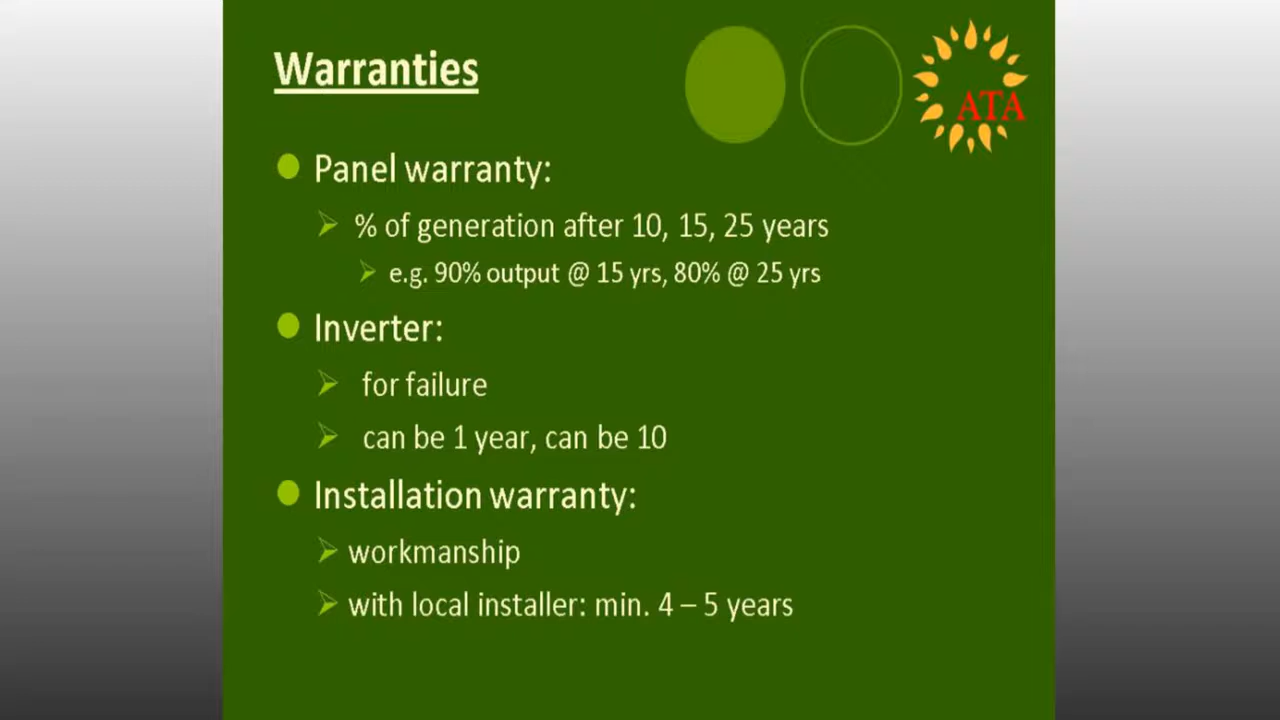 Warranties
ATA
Panel warranty:
% of generation after 10, 15, 25 years
e.g. 90% output @ 15 yrs, 80% @ 25 yrs
Inverter:
for failure
can be 1 year, can be 10
Installation warranty:
workmanship
with local installer: min. 4 – 5 years